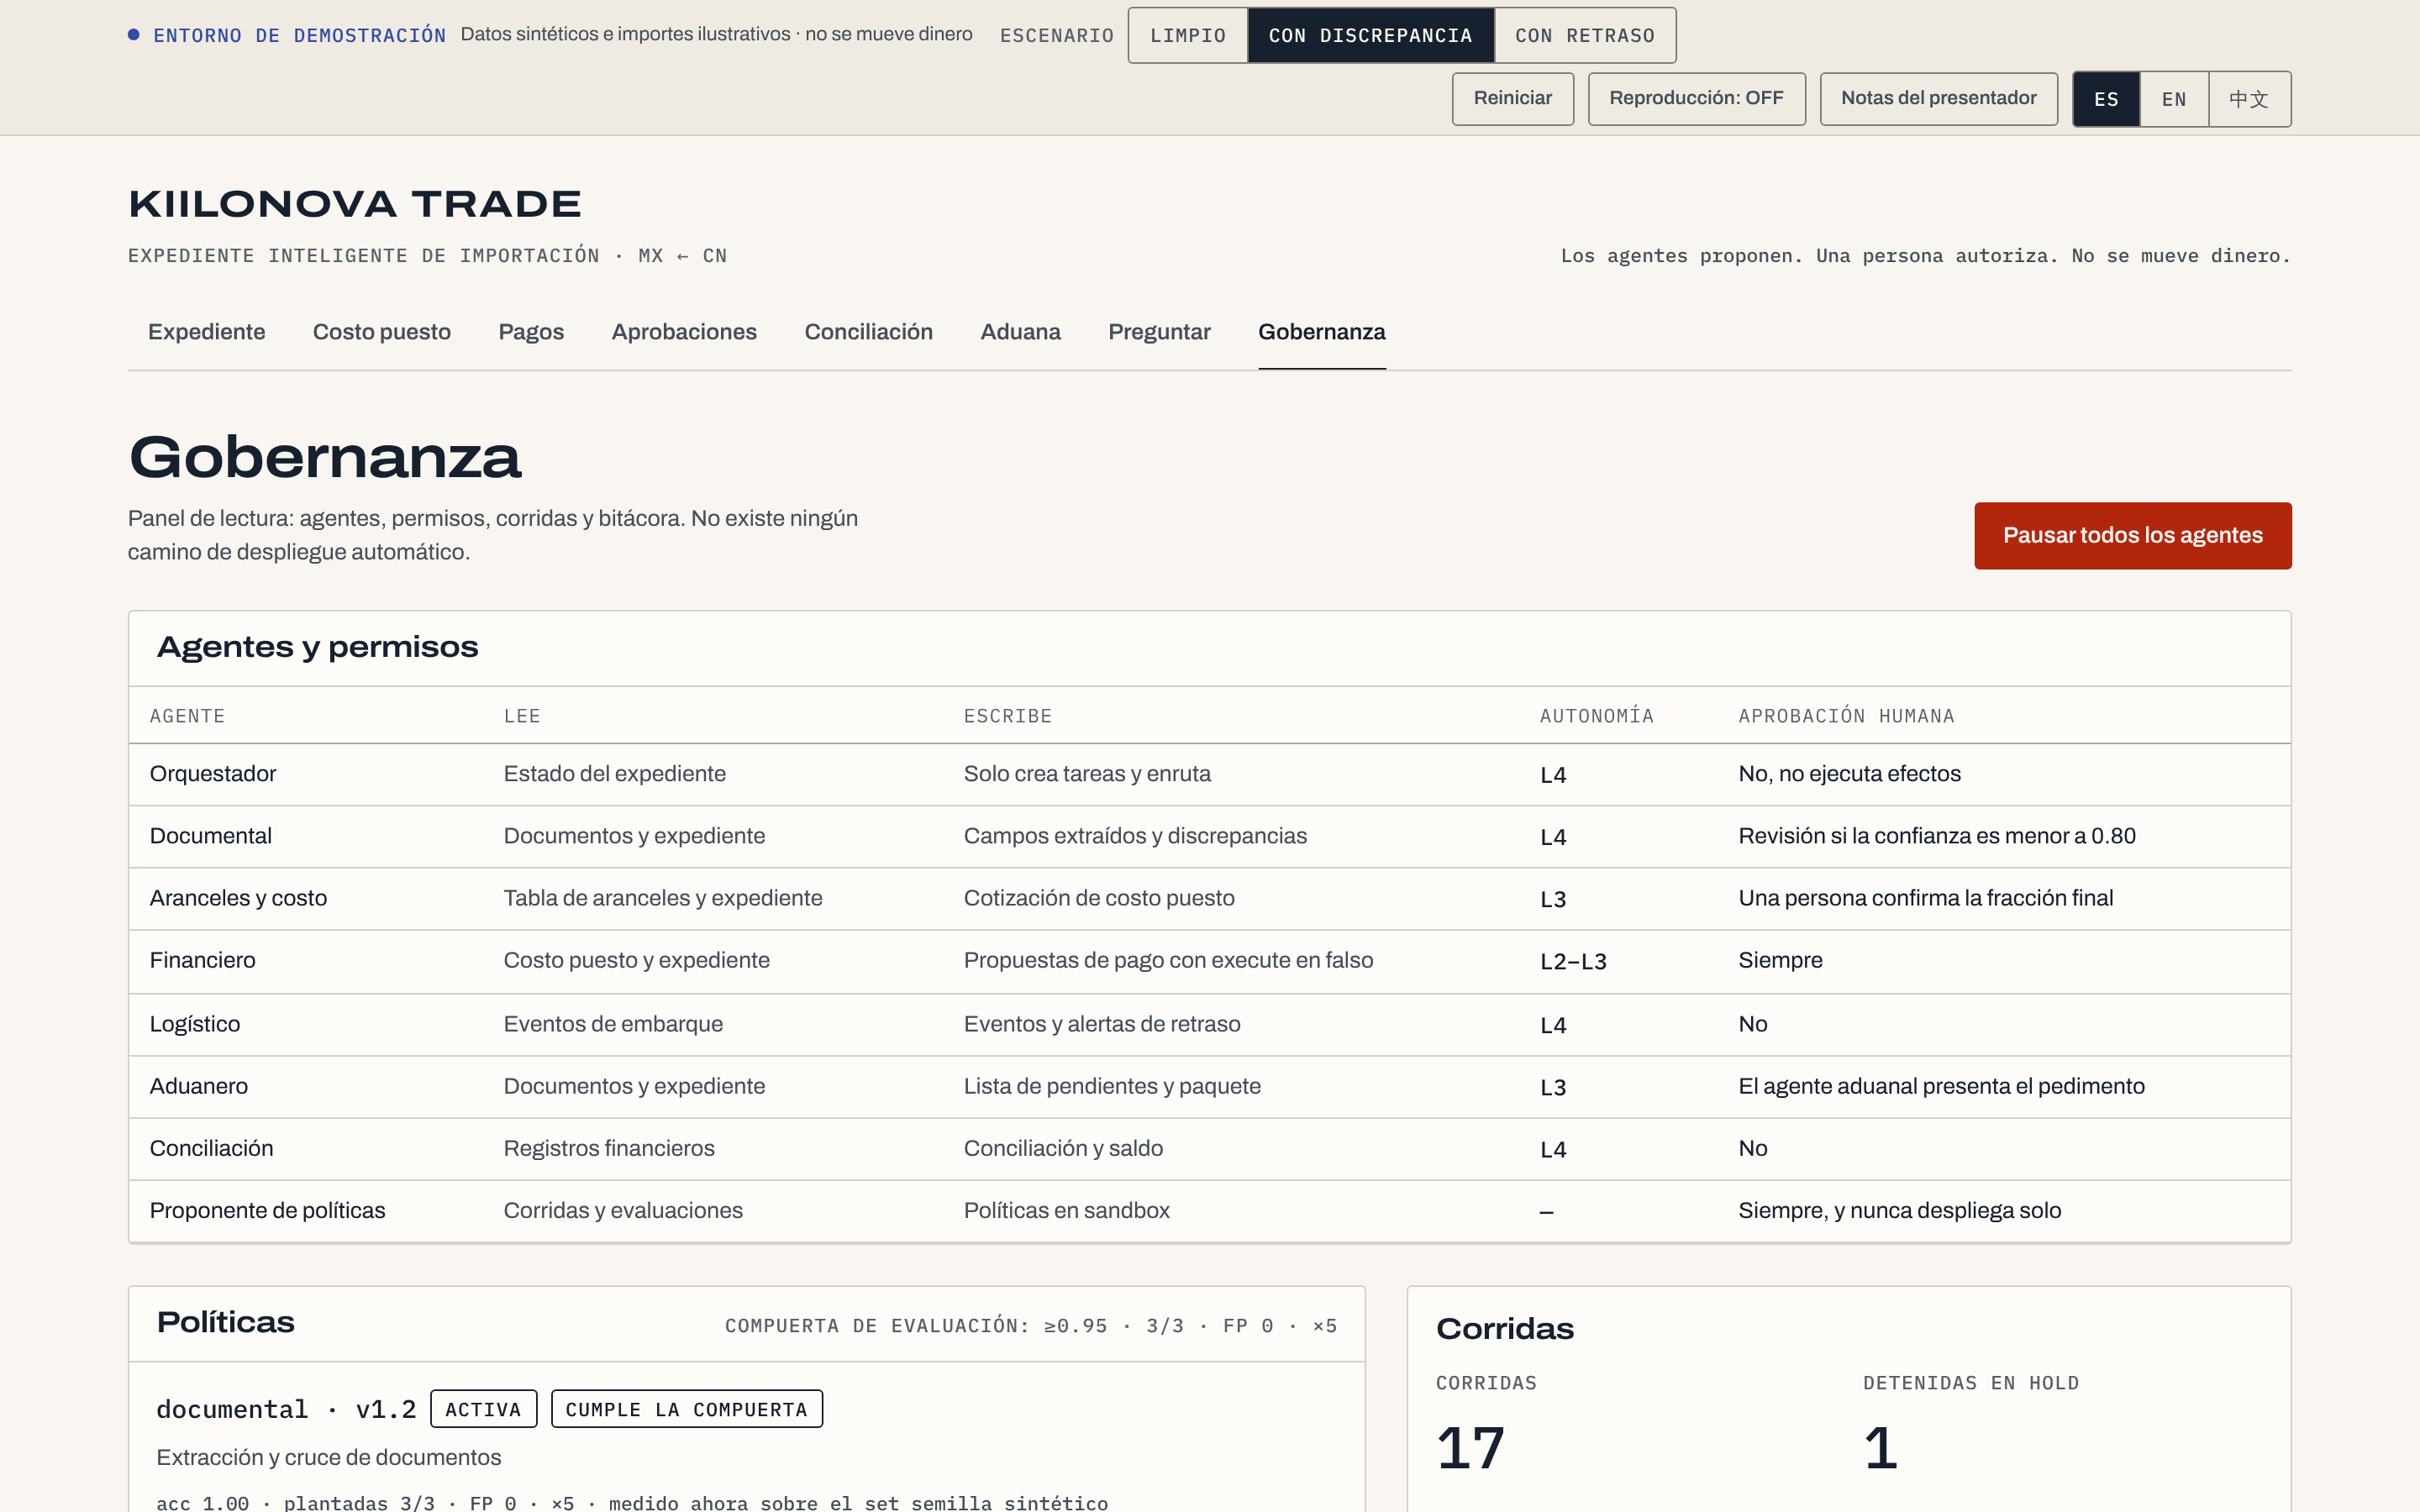 ENTORNO DE DEMOSTRACIÓN Datos sintéticos e importes ilustrativos · no se mueve dinero ESCENARIO LIMPIO CON DISCREPANCIA CON RETRASO
Reiniciar Reproducción: OFF Notas del presentador ES EN 中文
KIILONOVA TRADE
EXPEDIENTE INTELIGENTE DE IMPORTACIÓN · MX ← CN
Los agentes proponen. Una persona autoriza. No se mueve dinero.
Expediente Costo puesto Pagos Aprobaciones Conciliación Aduana Preguntar Gobernanza
Gobernanza
Panel de lectura: agentes, permisos, corridas y bitácora. No existe ningún
camino de despliegue automático.
Pausar todos los agentes
Agentes y permisos
AGENTE LEE ESCRIBE AUTONOMÍA APROBACIÓN HUMANA
Orquestador Estado del expediente Solo crea tareas y enruta L4 No, no ejecuta efectos
Documental Documentos y expediente Campos extraídos y discrepancias L4 Revisión si la confianza es menor a 0.80
Aranceles y costo Tabla de aranceles y expediente Cotización de costo puesto L3 Una persona confirma la fracción final
Financiero Costo puesto y expediente Propuestas de pago con execute en falso L2–L3 Siempre
Logístico Eventos de embarque Eventos y alertas de retraso L4 No
Aduanero Documentos y expediente Lista de pendientes y paquete L3 El agente aduanal presenta el pedimento
Conciliación Registros financieros Conciliación y saldo L4 No
Proponente de políticas Corridas y evaluaciones Políticas en sandbox — Siempre, y nunca despliega solo
Políticas COMPUERTA DE EVALUACIÓN: ≥0.95 · 3/3 · FP 0 · ×5
documental · v1.2 ACTIVA CUMPLE LA COMPUERTA
Extracción y cruce de documentos
acc 1.00 · plantadas 3/3 · FP 0 · ×5 · medido ahora sobre el set semilla sintético
Corridas
CORRIDAS DETENIDAS EN HOLD
17 1